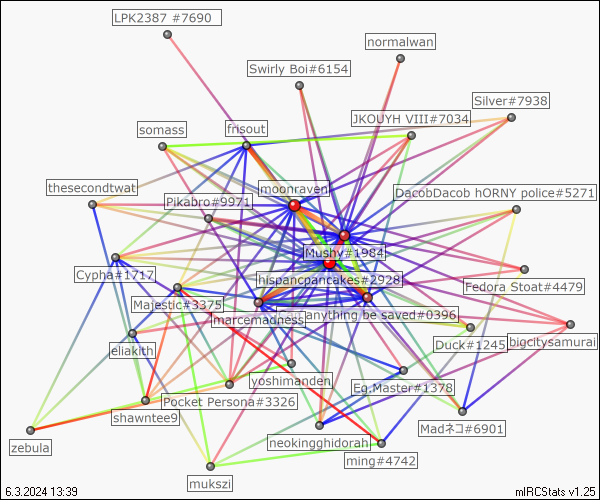 LPK2387 #7690
normalwan
Swirly Boi#6154
Silver#7938
JKOUYH VIII#7034
somass
frisout
moonraven
thesecondtwat
DacobDacob hORNY police#5271
Pikabro#9971
Mushy#1984
Cypha#1717
hispancpancakes#2928
Fedora Stoat#4479
Majestic#3375
marcemadness
anything be saved#0396
eliakith
Duck#1245
bigcltysamurai
yoshimanden
Eg.Master#1378
Pocket Persona#3326
shawntee9
Madネコ#6901
zebula
neokingghidorah
ming#4742
mukszi
6.3.2024 13:39
mIRCStats v1.25